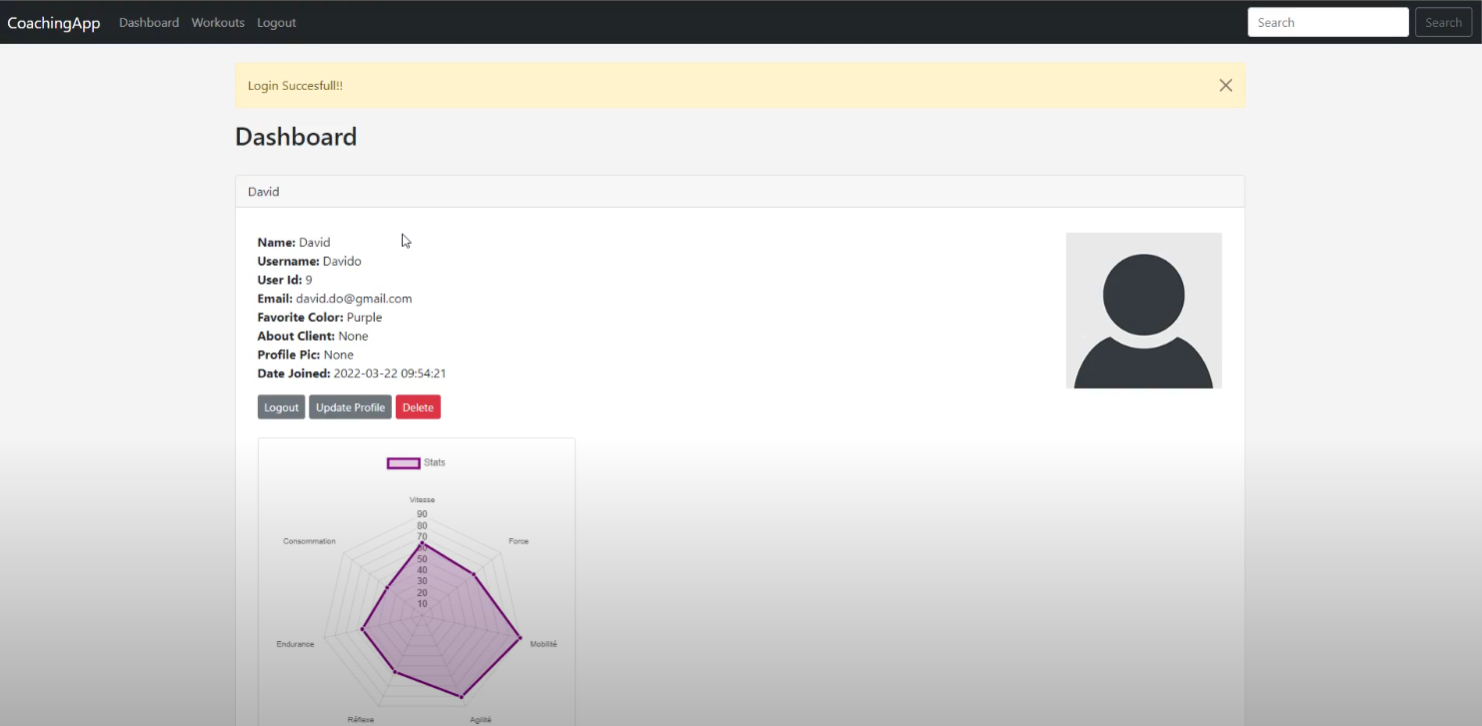 CoachingApp Dashboard Workouts Logout Search Search
Login Succesfull!!
Dashboard
David
Name: David
Username: Davido
User Id: 9
Email: david.do@gmail.com
Favorite Color: Purple
About Client: None
Profile Pic: None
Date Joined: 2022-03-22 09:54:21
Logout Update Profile Delete
Stats
Vitesse
90
80
70
60
50
40
30
20
10
Consommation
Force
Endurance
Mobilité
Réflexe
Agilité